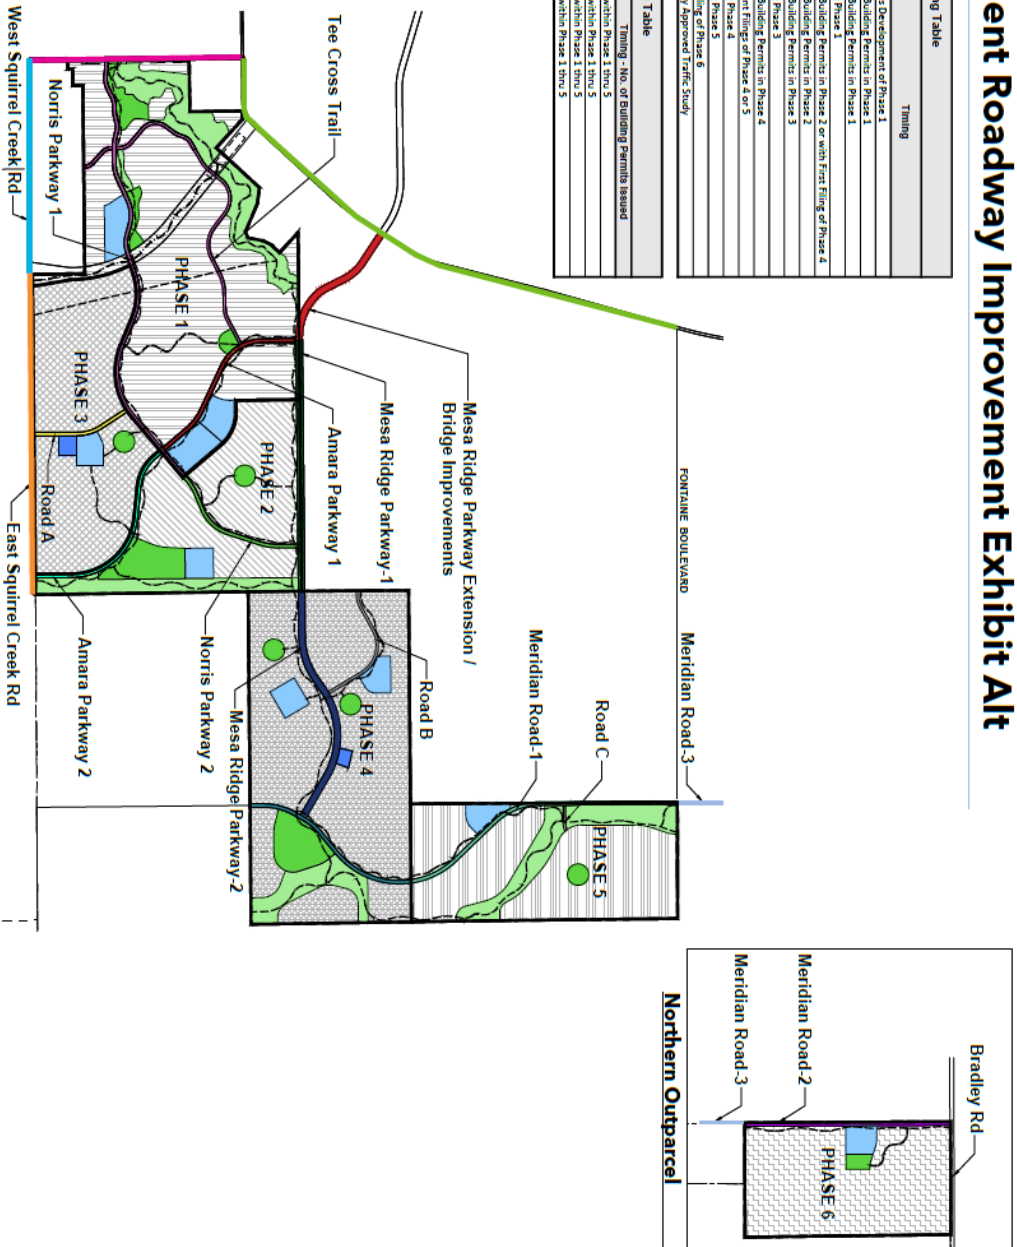 ent Roadway Improvement Exhibit Alt
ng Table
Timing
s Development of Phase 1
Building Permits in Phase 1
Building Permits in Phase 1
Phase 1
Building Permits in Phase 2 or with First Filing of Phase 4
Building Permits in Phase 2
Building Permits in Phase 3
Phase 3
Building Permits in Phase 4
nt Filings of Phase 4 or 5
Phase 4
Phase 5
ling of Phase 6
y Approved Traffic Study
Table
Timing - No. of Building Permits Issued
within Phase 1 thru 5
within Phase 1 thru 5
within Phase 1 thru 5
within Phase 1 thru 5
FONTAINE BOULEVARD
Meridian Road-3
Road C
Meridian Road-1
Mesa Ridge Parkway Extension /
Bridge Improvements
Road B
Mesa Ridge Parkway-1
Tee Cross Trail
Amara Parkway 1
PHASE 5
PHASE 4
PHASE 2
PHASE 1
PHASE 3
Mesa Ridge Parkway-2
Norris Parkway 2
Amara Parkway 2
Norris Parkway 1
Road A
West Squirrel Creek Rd
East Squirrel Creek Rd
Bradley Rd
Meridian Road-2
Meridian Road-3
PHASE 6
Northern Outparcel